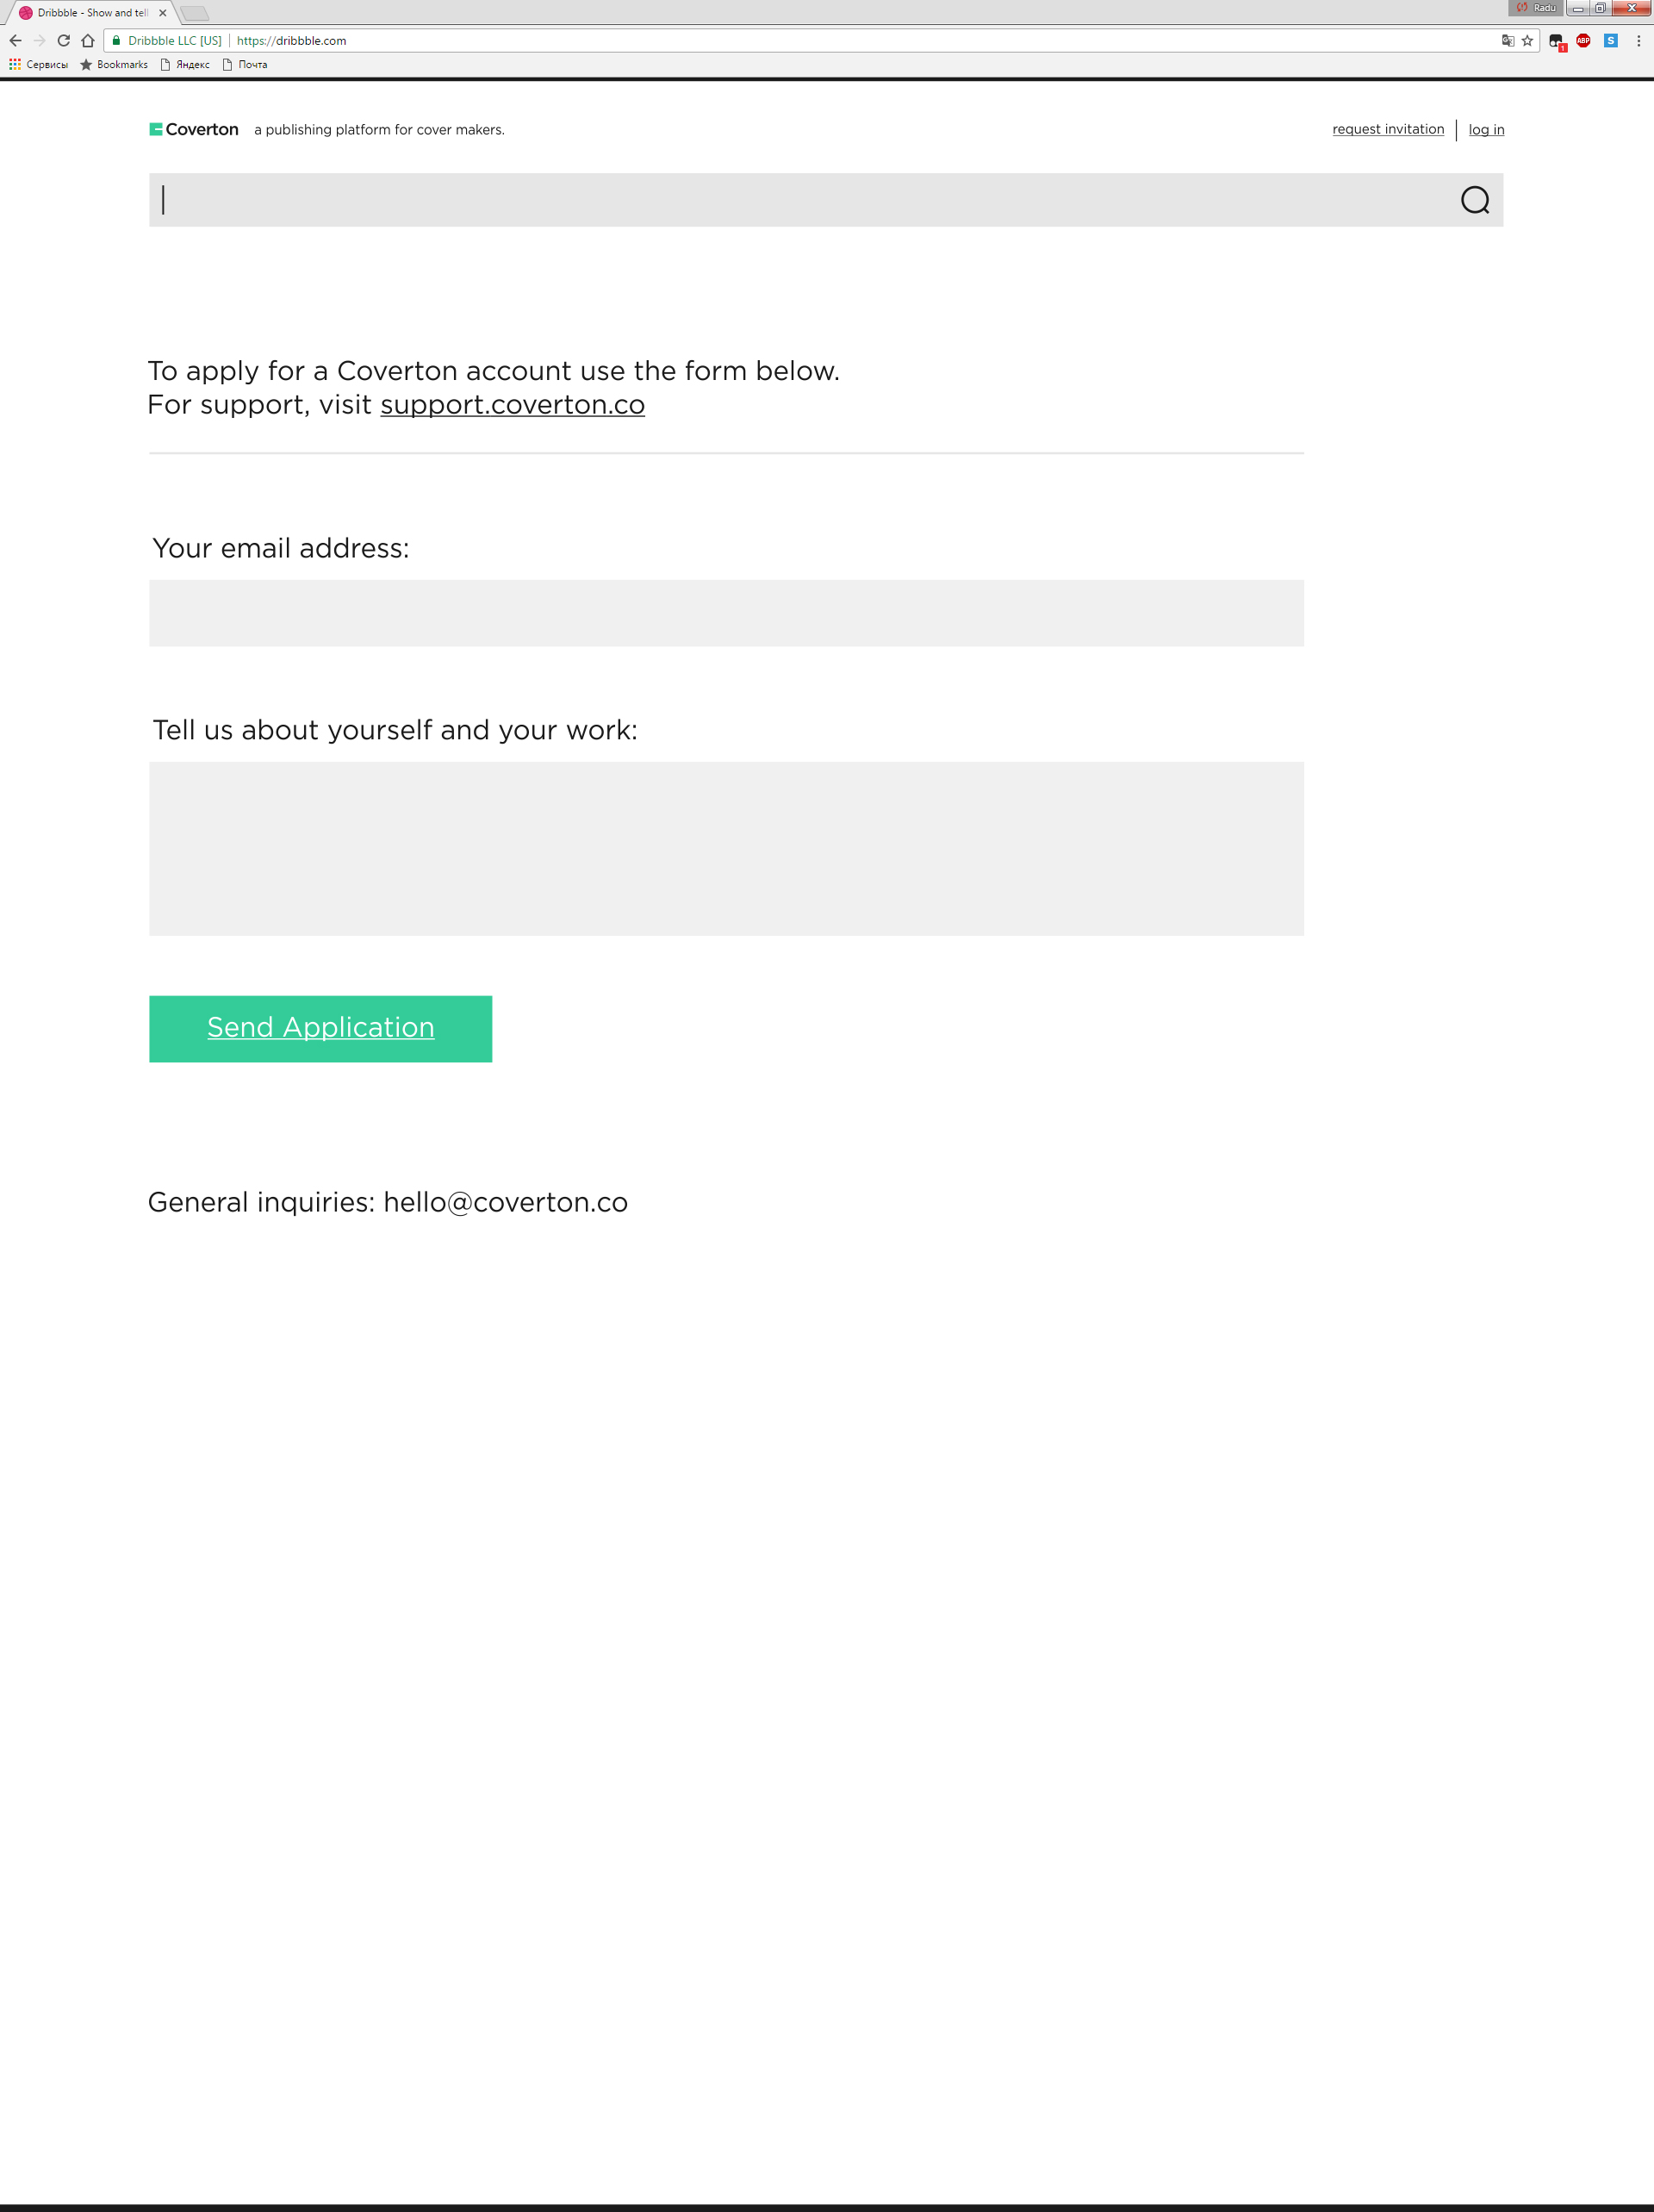 Dribbble - Show and tell
Radu
Dribbble LLC [US] https://dribbble.com
1 ABP S
Сервисы Bookmarks Яндекс Почта
Coverton a publishing platform for cover makers.
request invitation log in
To apply for a Coverton account use the form below.
For support, visit support.coverton.co
Your email address:
Tell us about yourself and your work:
Send Application
General inquiries: hello@coverton.co